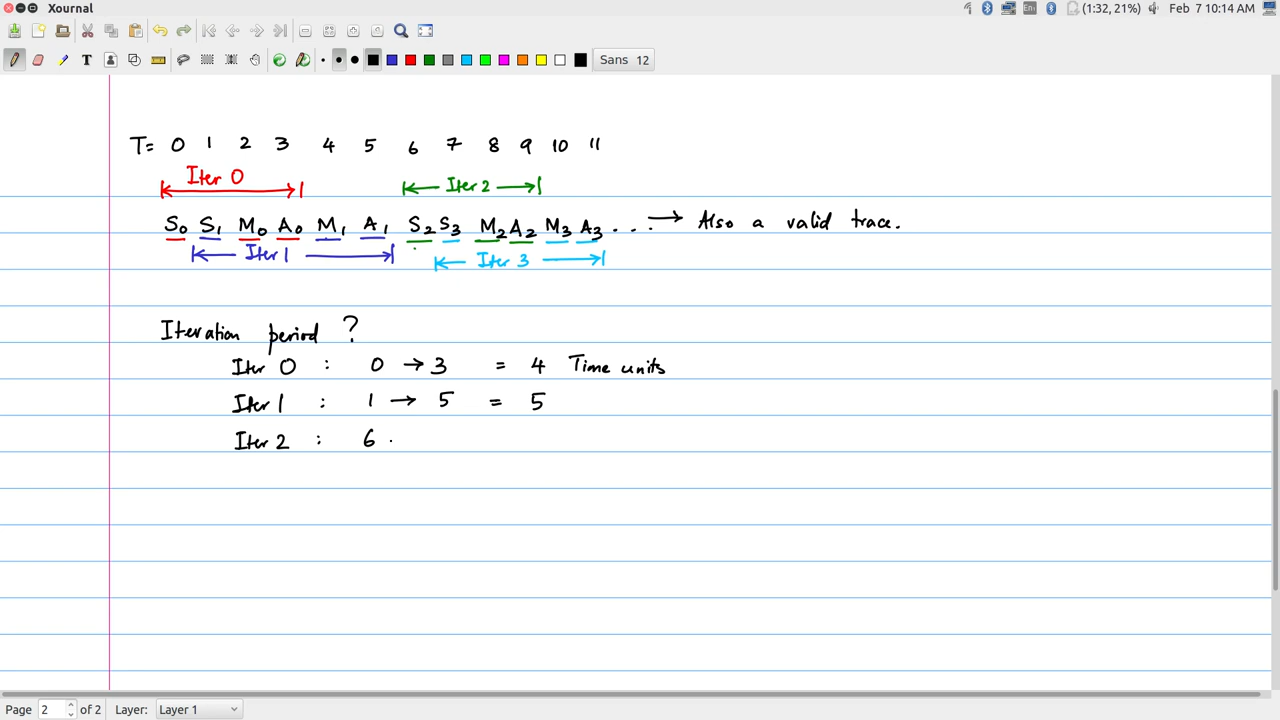 Xournal
(1:32, 21%) Feb 7 10:14 AM
En
T
Sans 12
T= 0 1 2 3 4 5 6 7 8 9 10 11
Iter 0 Iter 2
S0 S1 M0 A0 M1 A1 S2 S3 M2 A2 M3 A3 . . . → Also a valid trace.
Iter 1 Iter 3
Iteration period ?
Iter 0 : 0 → 3 = 4 Time units
Iter 1 : 1 → 5 = 5
Iter 2 : 6 .
Page 2 of 2 Layer: Layer 1